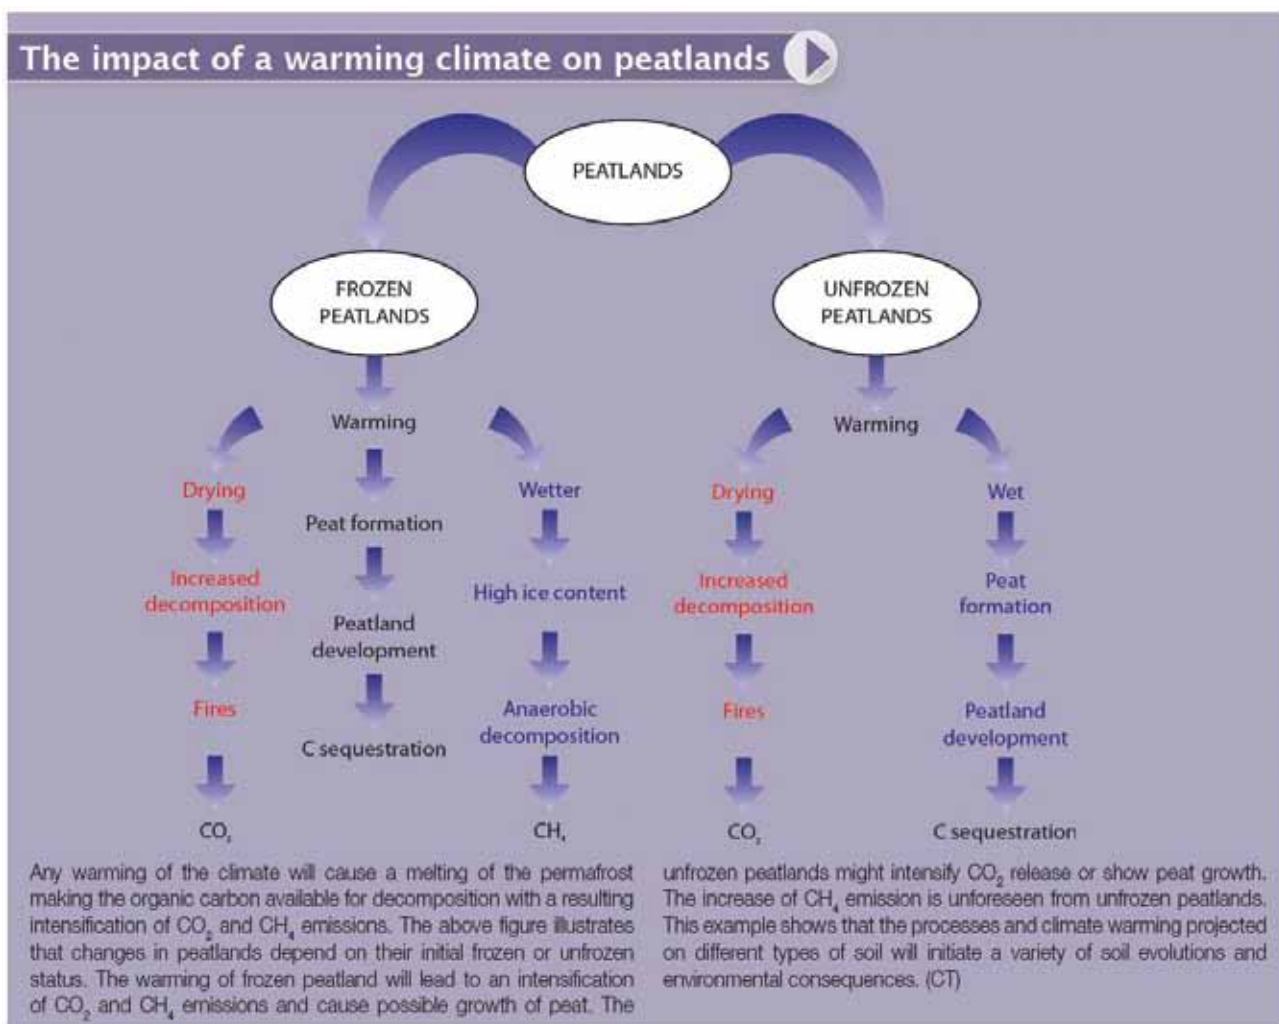 The impact of a warming climate on peatlands
PEATLANDS
FROZEN
PEATLANDS
UNFROZEN
PEATLANDS
Warming
Drying
Increased
decomposition
Fires
CO₂
Peat formation
Peatland
development
C sequestration
Wetter
High ice content
Anaerobic
decomposition
CH₄
Warming
Drying
Increased
decomposition
Fires
CO₂
Wet
Peat
formation
Peatland
development
C sequestration
Any warming of the climate will cause a melting of the permafrost
making the organic carbon available for decomposition with a resulting
intensification of CO₂ and CH₄ emissions. The above figure illustrates
that changes in peatlands depend on their initial frozen or unfrozen
status. The warming of frozen peatland will lead to an intensification
of CO₂ and CH₄ emissions and cause possible growth of peat. The
unfrozen peatlands might intensify CO₂ release or show peat growth.
The increase of CH₄ emission is unforeseen from unfrozen peatlands.
This example shows that the processes and climate warming projected
on different types of soil will initiate a variety of soil evolutions and
environmental consequences. (CT)